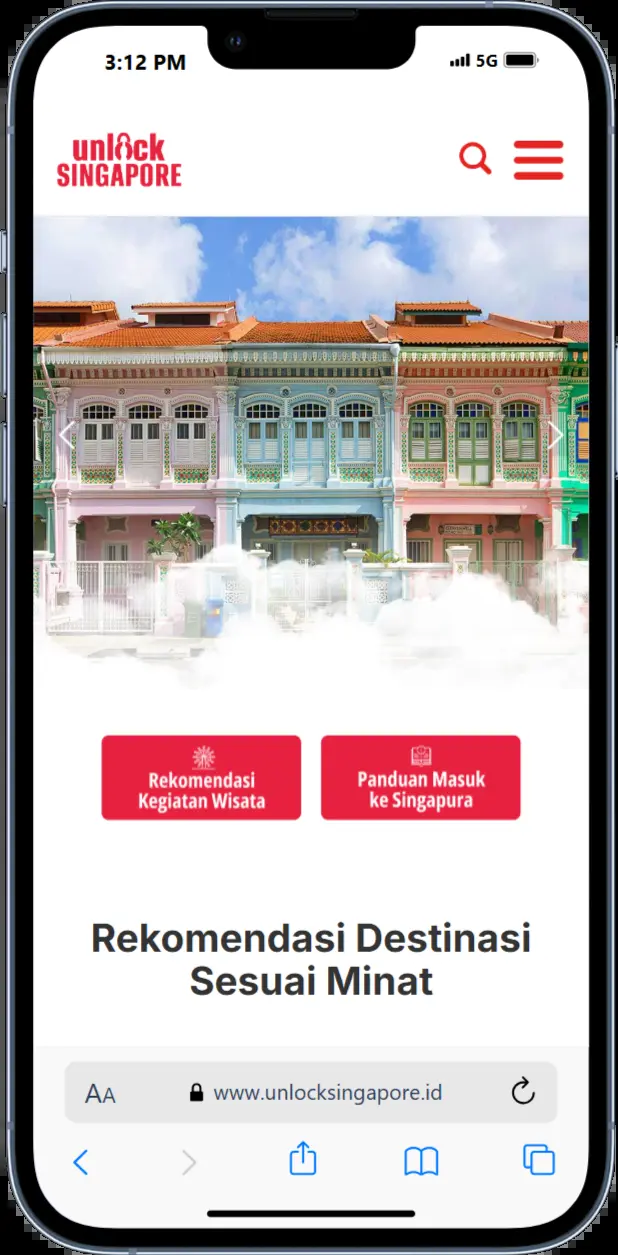 3:12 PM
5G
unlock
SINGAPORE
Rekomendasi
Kegiatan Wisata
Panduan Masuk
ke Singapura
Rekomendasi Destinasi
Sesuai Minat
AA
www.unlocksingapore.id